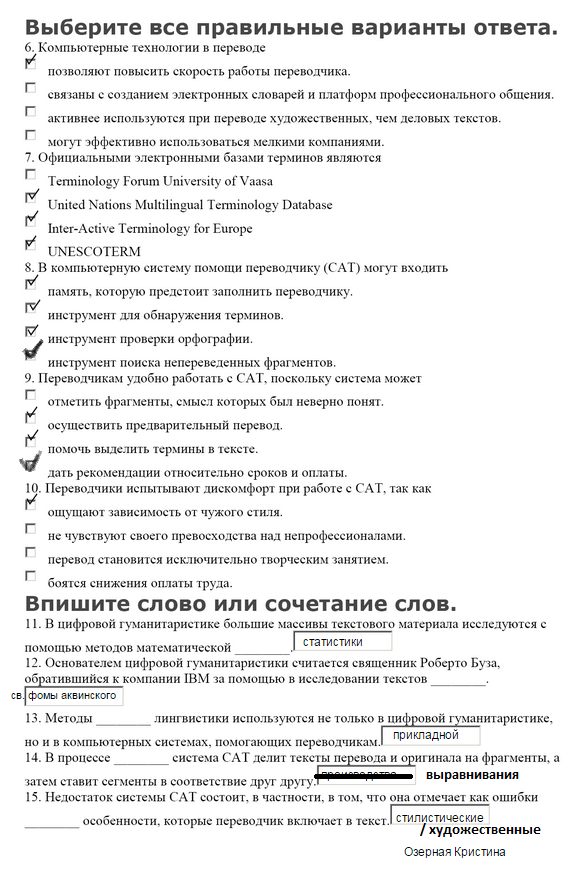 Выберите все правильные варианты ответа.
6. Компьютерные технологии в переводе
позволяют повысить скорость работы переводчика.
связаны с созданием электронных словарей и платформ профессионального общения.
активнее используются при переводе художественных, чем деловых текстов.
могут эффективно использоваться мелкими компаниями.
7. Официальными электронными базами терминов являются
Terminology Forum University of Vaasa
United Nations Multilingual Terminology Database
Inter-Active Terminology for Europe
UNESCOTERM
8. В компьютерную систему помощи переводчику (CAT) могут входить
память, которую предстоит заполнить переводчику.
инструмент для обнаружения терминов.
инструмент проверки орфографии.
инструмент поиска непереведенных фрагментов.
9. Переводчикам удобно работать с CAT, поскольку система может
отметить фрагменты, смысл которых был неверно понят.
осуществить предварительный перевод.
помочь выделить термины в тексте.
дать рекомендации относительно сроков и оплаты.
10. Переводчики испытывают дискомфорт при работе с CAT, так как
ощущают зависимость от чужого стиля.
не чувствуют своего превосходства над непрофессионалами.
перевод становится исключительно творческим занятием.
боятся снижения оплаты труда.
Впишите слово или сочетание слов.
11. В цифровой гуманитаристике большие массивы текстового материала исследуются с
помощью методов математической ________. статистики
12. Основателем цифровой гуманитаристики считается священник Роберто Буза,
обратившийся к компании IBM за помощью в исследовании текстов ________.
св. фомы аквинского
13. Методы ________ лингвистики используются не только в цифровой гуманитаристике,
но и в компьютерных системах, помогающих переводчикам. прикладной
14. В процессе ________ система CAT делит тексты перевода и оригинала на фрагменты, а
затем ставит сегменты в соответствие друг другу. выравнивания
15. Недостаток системы CAT состоит, в частности, в том, что она отмечает как ошибки
________ особенности, которые переводчик включает в текст. стилистические
/ художественные
Озерная Кристина